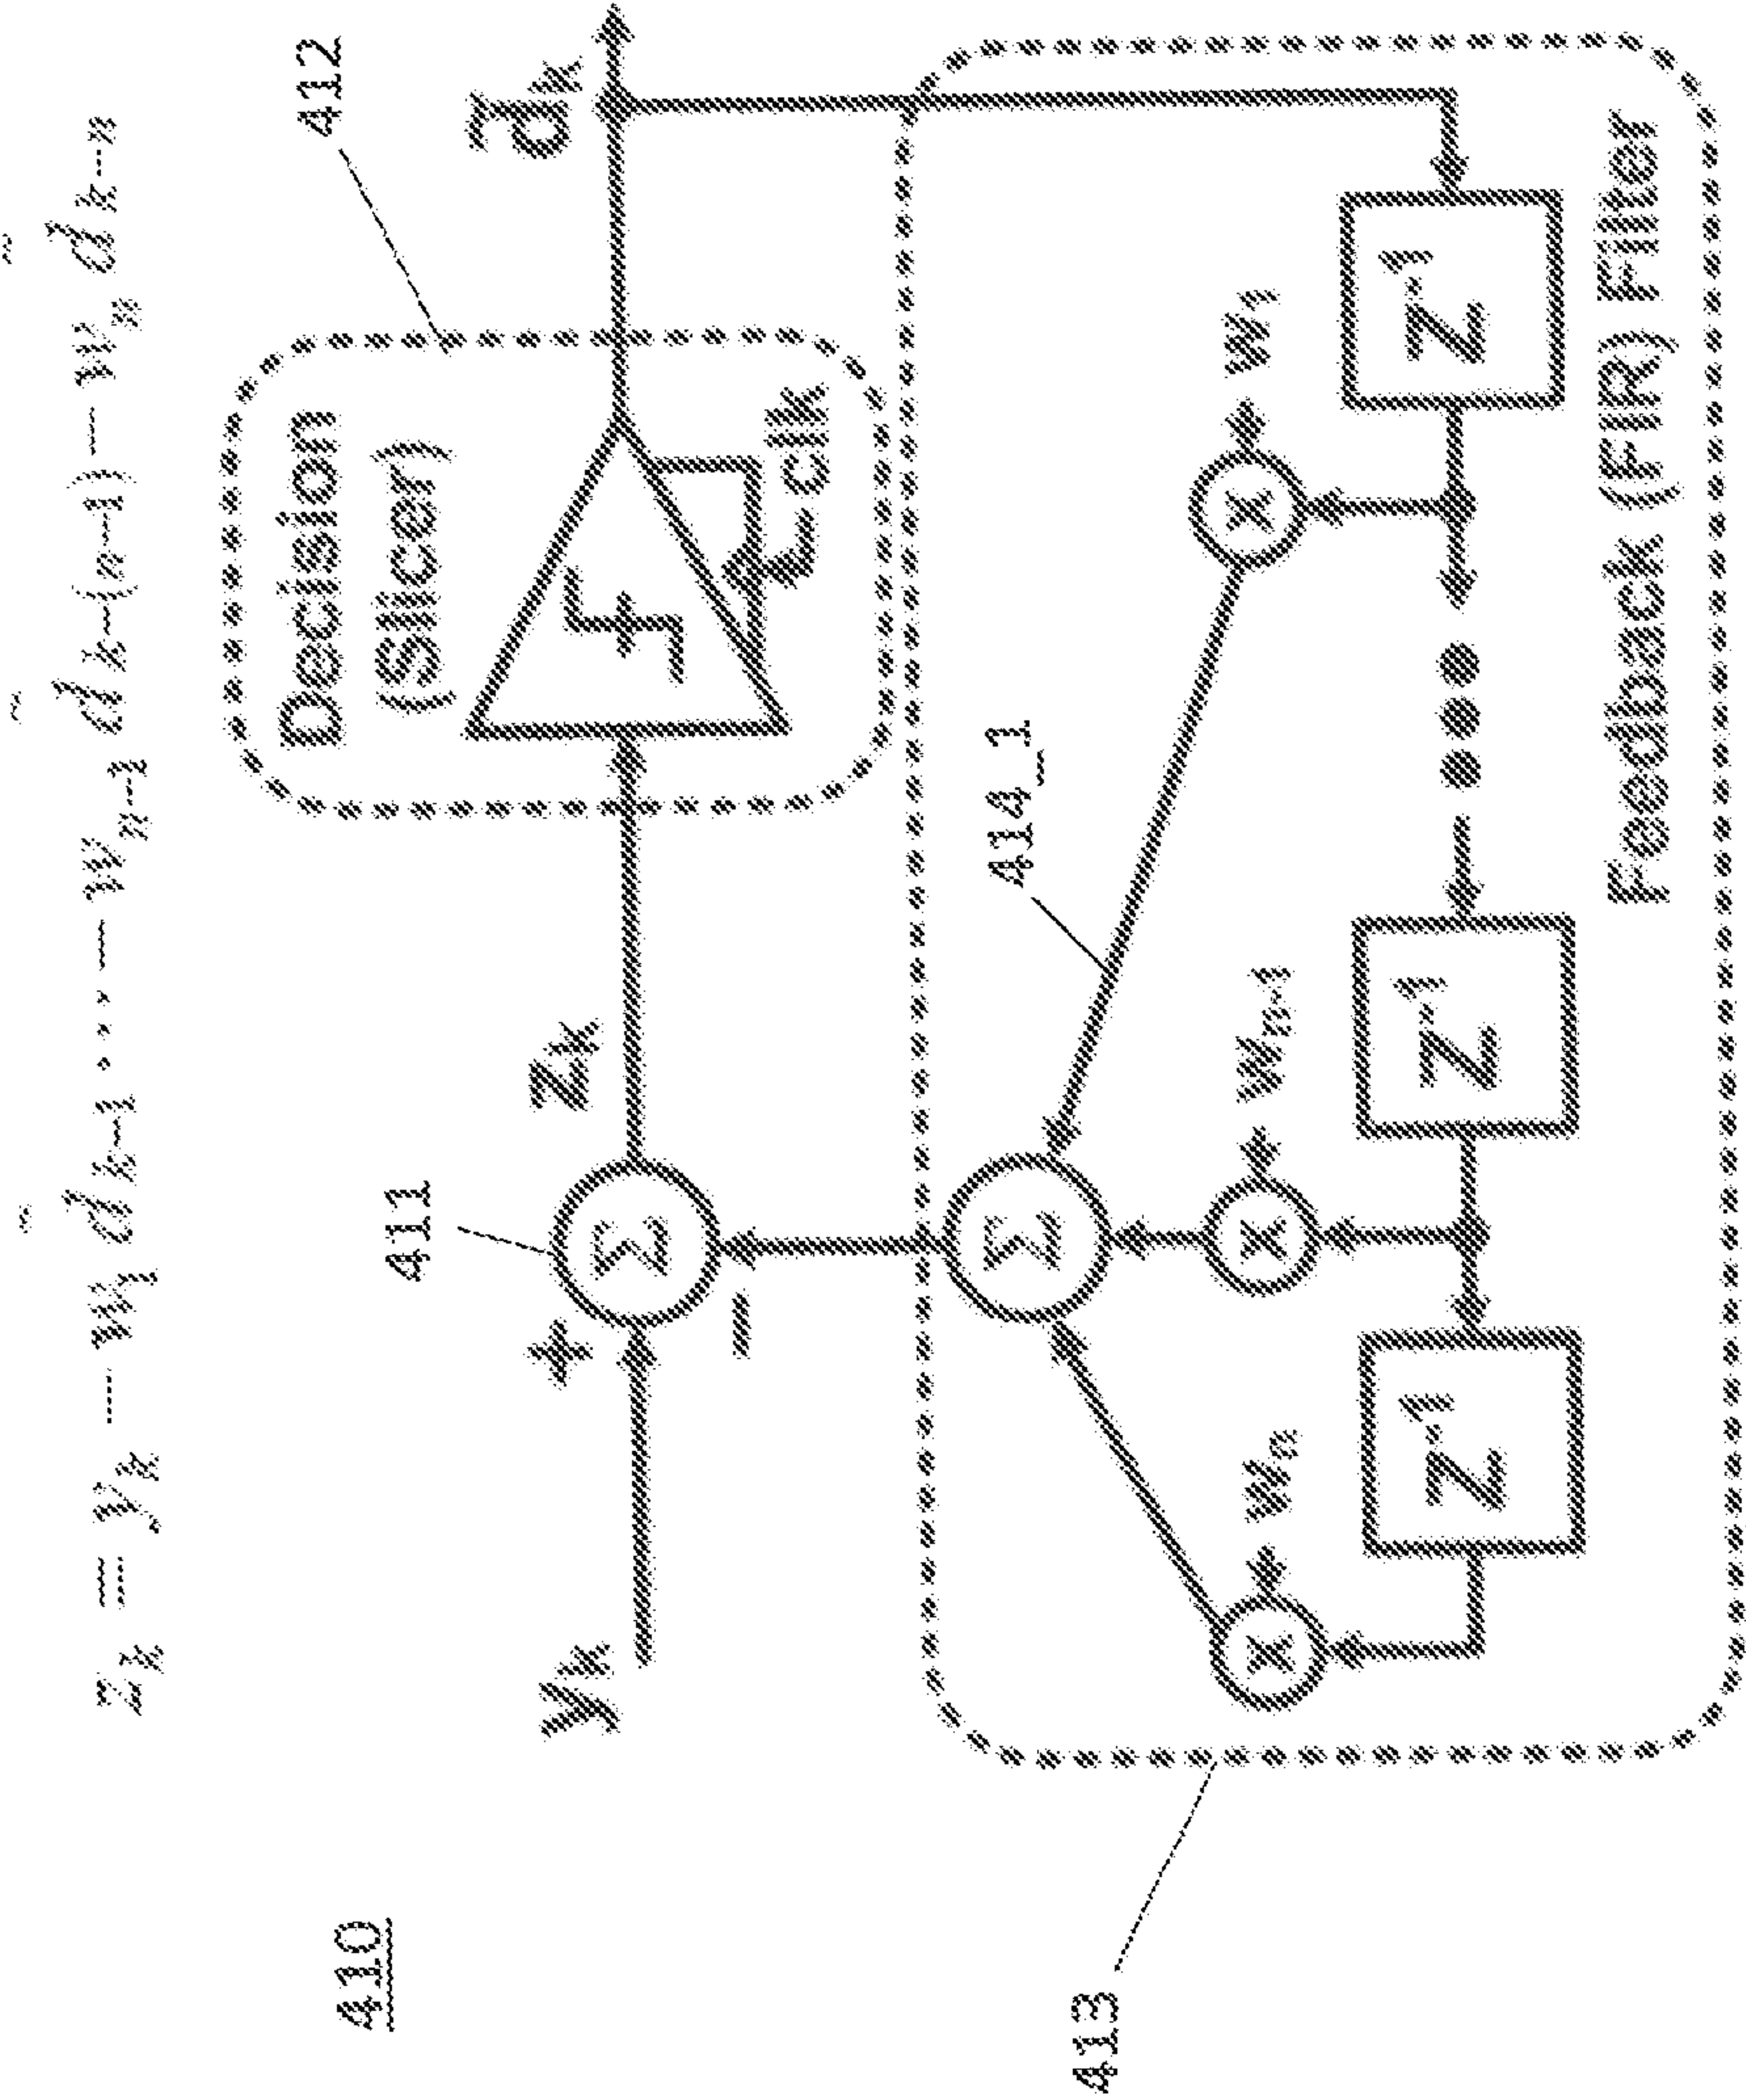 z̃k = yk − w1 d̃k−1 ··· − wn−1 d̃k−(n−1) − wn d̃k−n
410
411
412
Decision
(Slicer)
yk
+
−
Σ
Zk
clk
d̃k
413
Σ
414_1
x
wn
x
wn-1
x
w1
Z-1
Z-1
Z-1
Feedback (FIR) Filter